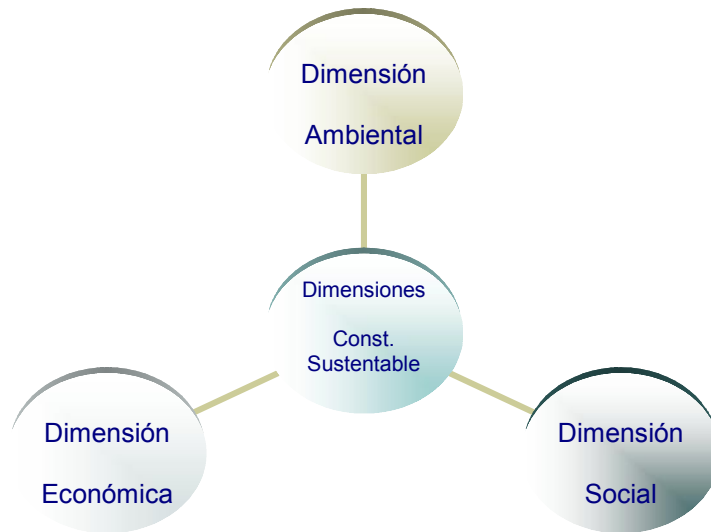 Dimensión
Ambiental
Dimensiones
Const.
Sustentable
Dimensión
Económica
Dimensión
Social